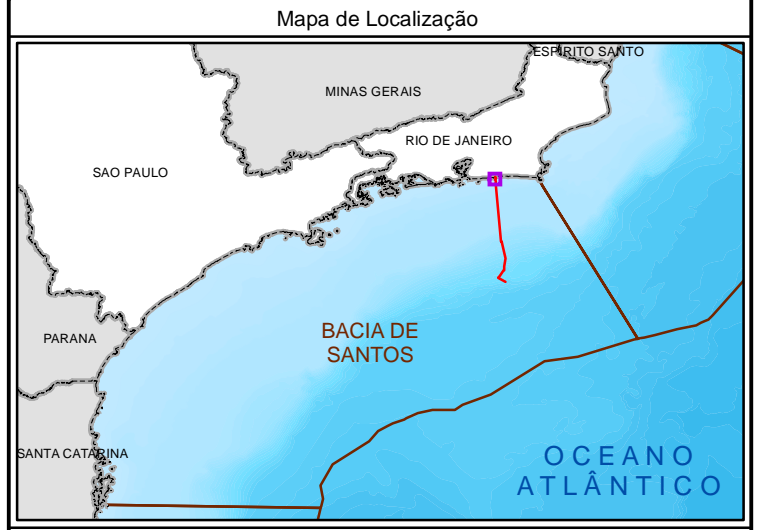 Mapa de Localização
ESPIRITO SANTO
MINAS GERAIS
RIO DE JANEIRO
SAO PAULO
BACIA DE
SANTOS
PARANA
SANTA CATARINA
OCEANO
ATLÂNTICO